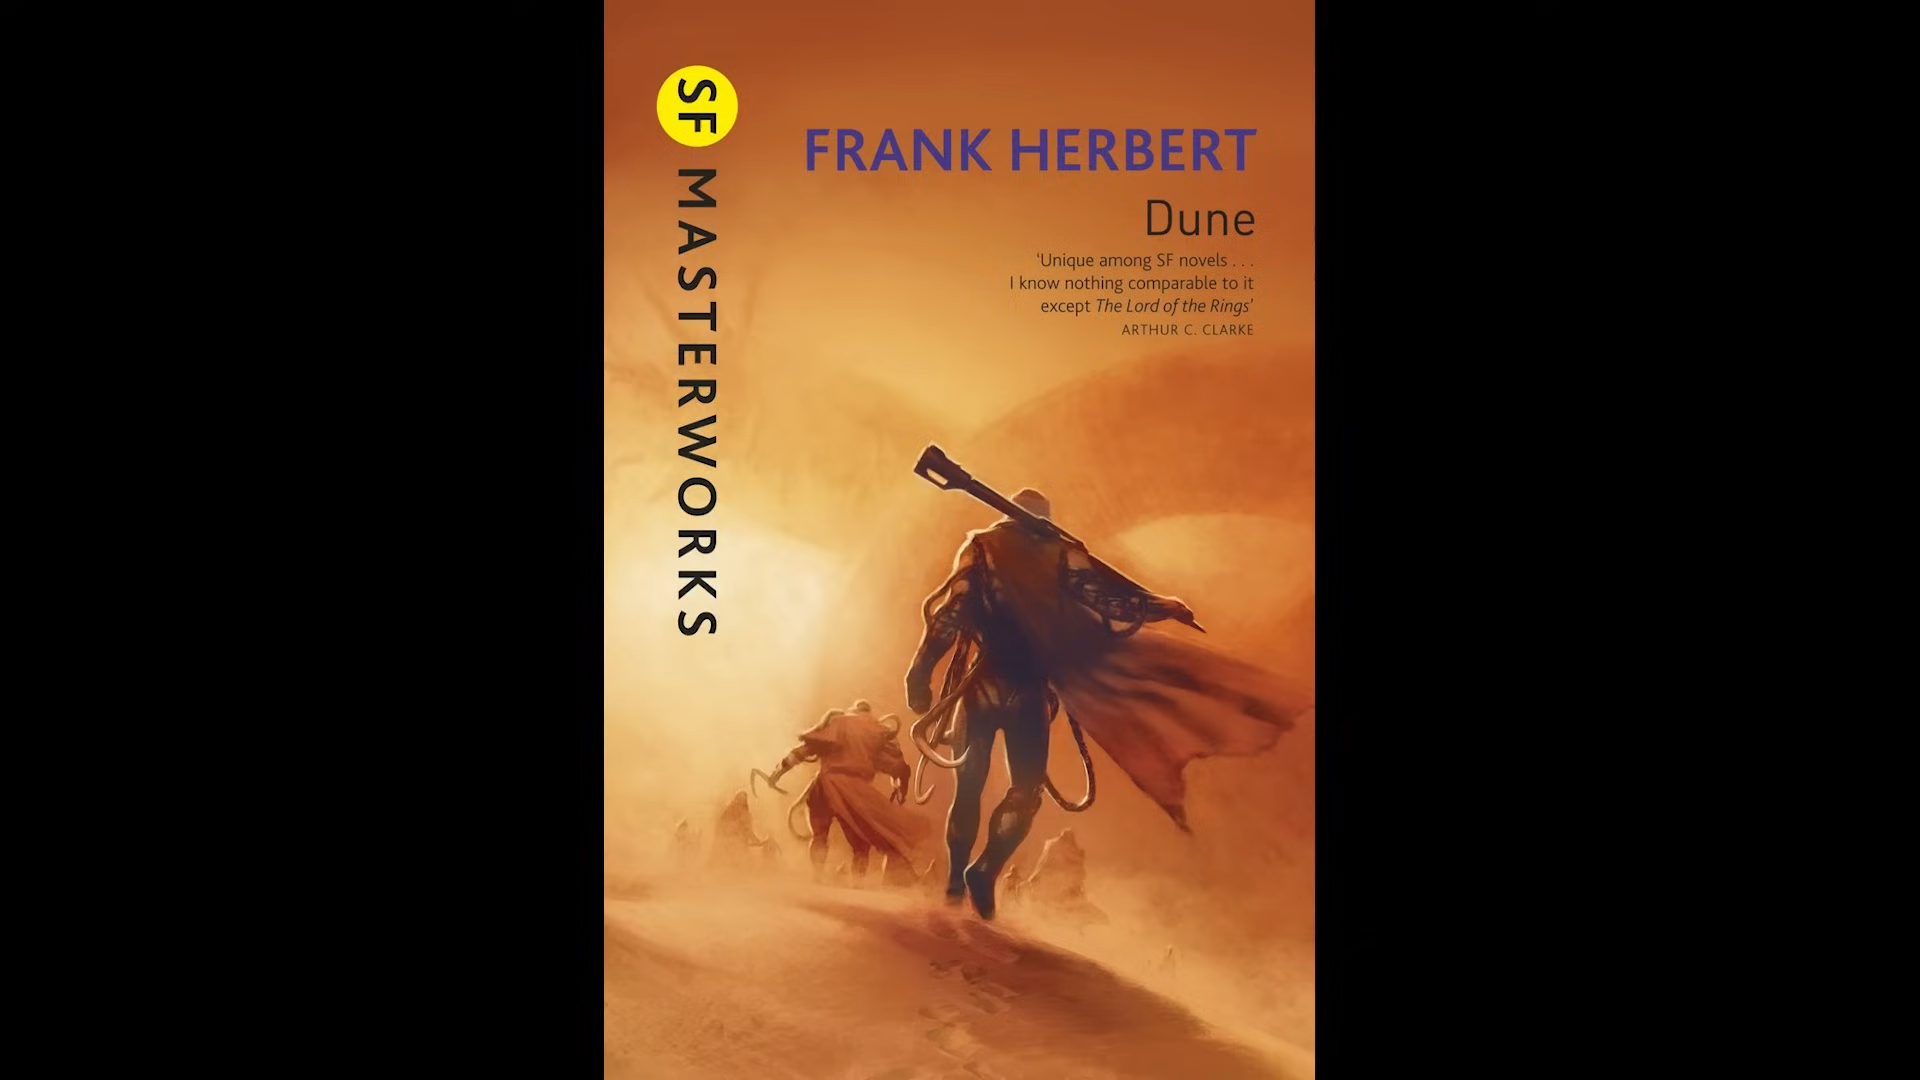 SF MASTERWORKS
FRANK HERBERT
Dune
‘Unique among SF novels . . .
I know nothing comparable to it
except The Lord of the Rings’
ARTHUR C. CLARKE